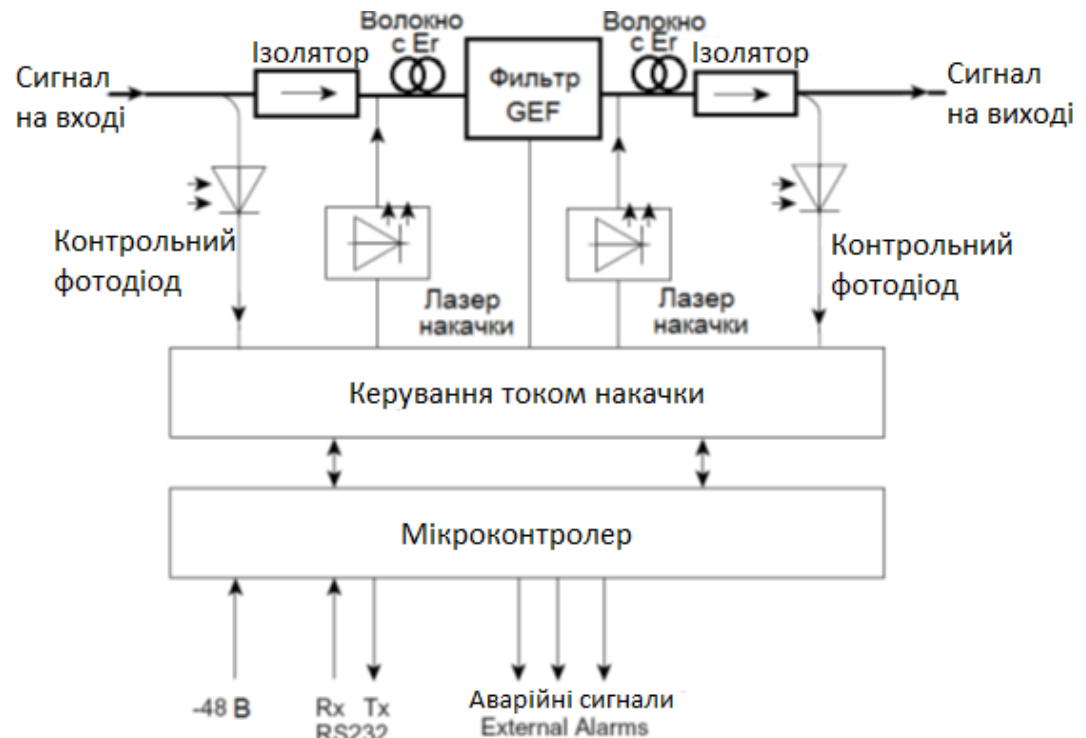 Волокно
с Er
Волокно
с Er
Ізолятор
Ізолятор
Сигнал
на вході
Фильтр
GEF
Сигнал
на виході
Контрольний
фотодіод
Контрольний
фотодіод
Лазер
накачки
Лазер
накачки
Керування током накачки
Мікроконтролер
-48 В
Rx Tx
RS232
Аварійні сигнали
External Alarms